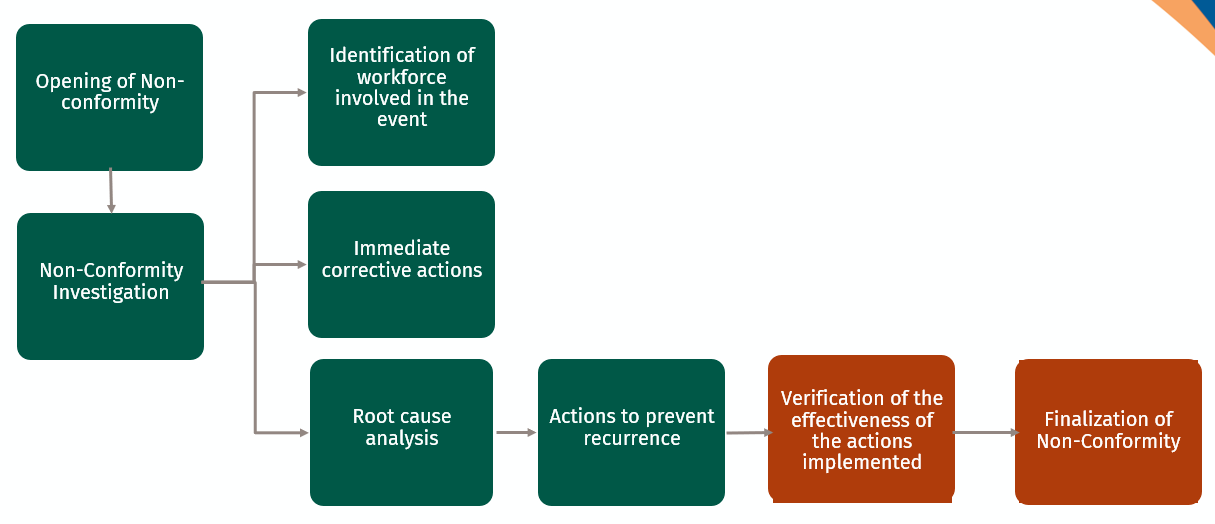 Opening of Non-
conformity
Identification of
workforce
involved in the
event
Non-Conformity
Investigation
Immediate
corrective actions
Root cause
analysis
Actions to prevent
recurrence
Verification of the
effectiveness of
the actions
implemented
Finalization of
Non-Conformity